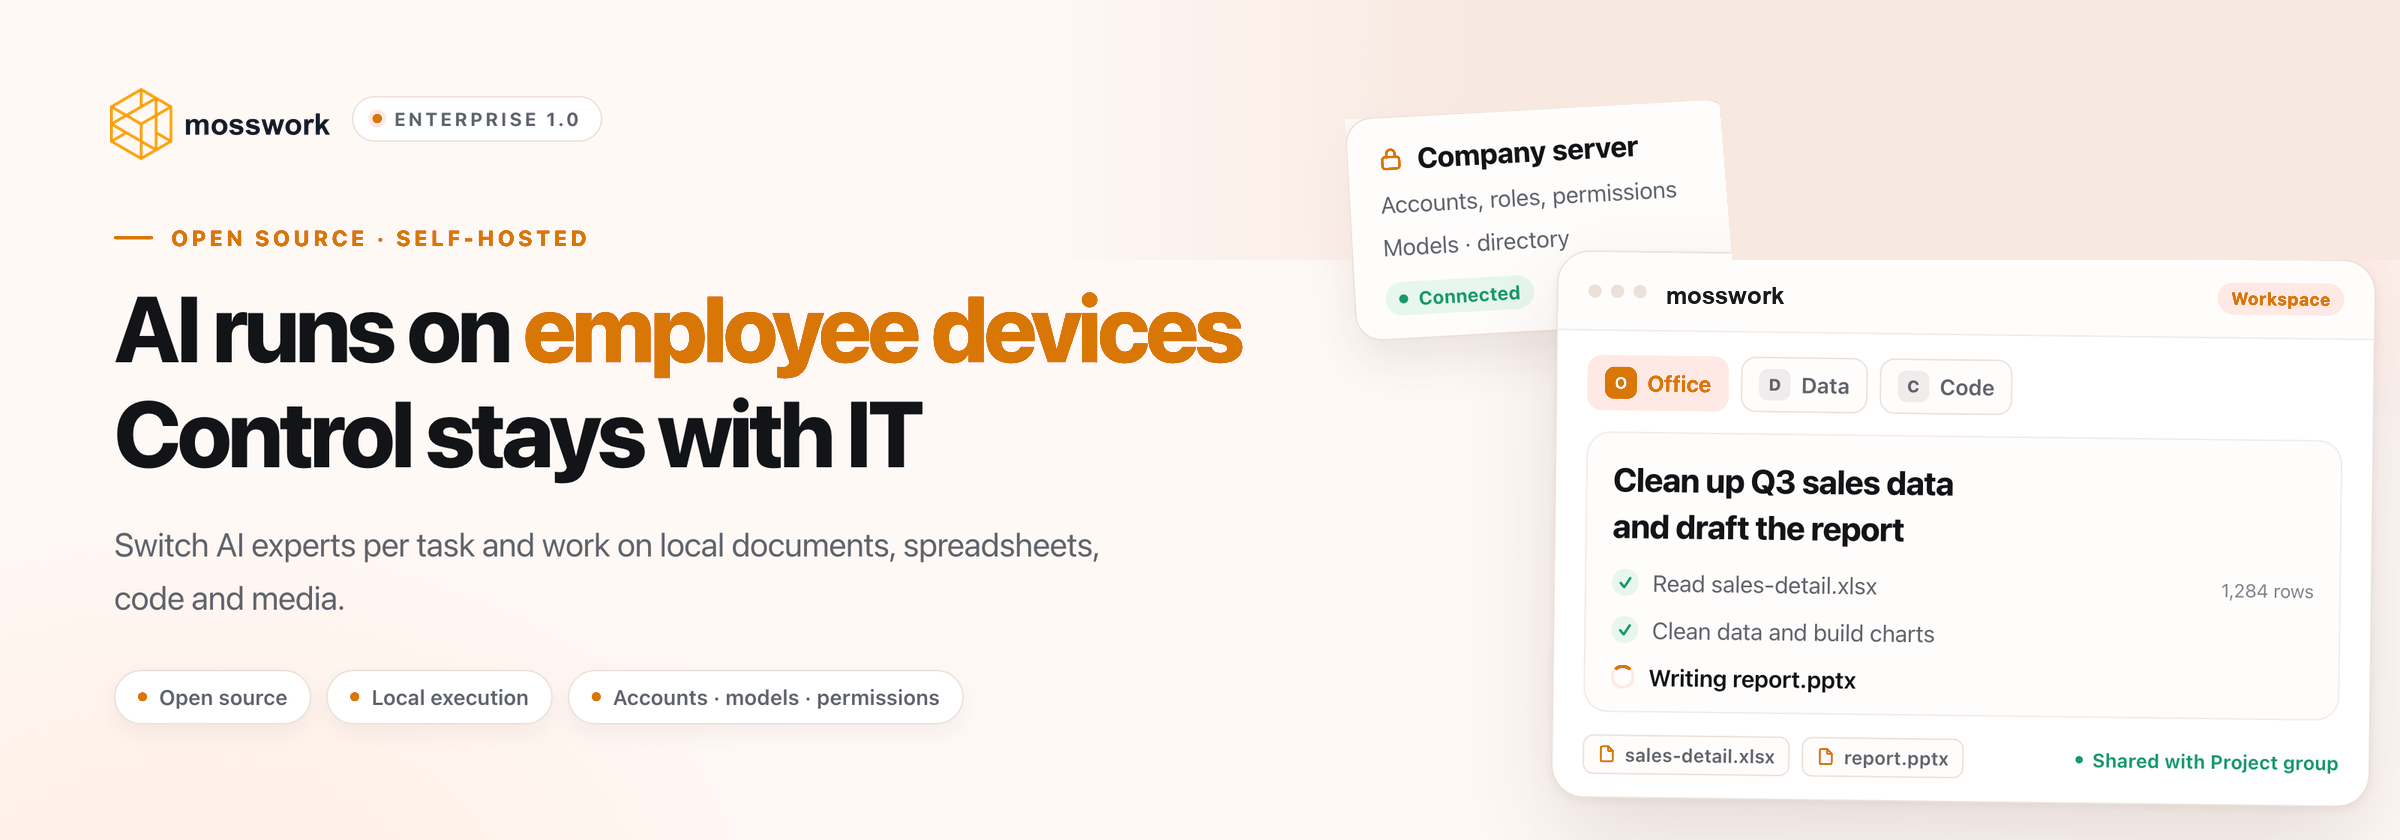 mosswork
ENTERPRISE 1.0
OPEN SOURCE · SELF-HOSTED
AI runs on employee devices
Control stays with IT
Switch AI experts per task and work on local documents, spreadsheets,
code and media.
Open source
Local execution
Accounts · models · permissions
Company server
Accounts, roles, permissions
Models · directory
Connected
mosswork
Workspace
O Office
D Data
C Code
Clean up Q3 sales data
and draft the report
Read sales-detail.xlsx
1,284 rows
Clean data and build charts
Writing report.pptx
sales-detail.xlsx
report.pptx
Shared with Project group